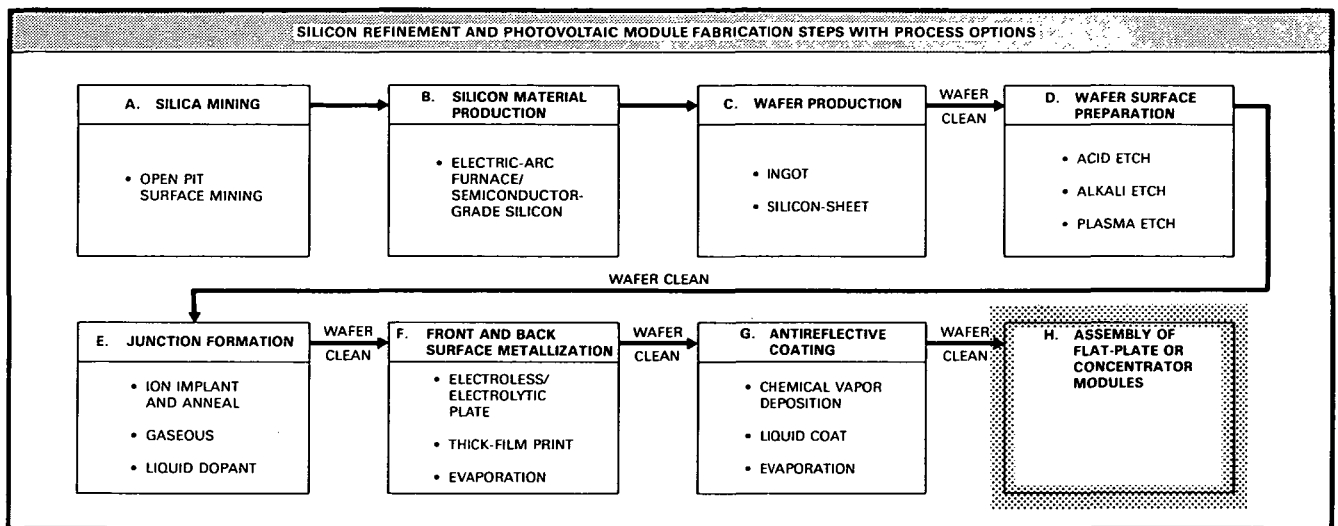 SILICON REFINEMENT AND PHOTOVOLTAIC MODULE FABRICATION STEPS WITH PROCESS OPTIONS
A. SILICA MINING
• OPEN PIT
SURFACE MINING
B. SILICON MATERIAL
PRODUCTION
• ELECTRIC-ARC
FURNACE/
SEMICONDUCTOR-
GRADE SILICON
C. WAFER PRODUCTION
• INGOT
• SILICON-SHEET
WAFER
CLEAN
D. WAFER SURFACE
PREPARATION
• ACID ETCH
• ALKALI ETCH
• PLASMA ETCH
WAFER CLEAN
E. JUNCTION FORMATION
• ION IMPLANT
AND ANNEAL
• GASEOUS
• LIQUID DOPANT
WAFER
CLEAN
F. FRONT AND BACK
SURFACE METALLIZATION
• ELECTROLESS/
ELECTROLYTIC
PLATE
• THICK-FILM PRINT
• EVAPORATION
WAFER
CLEAN
G. ANTIREFLECTIVE
COATING
• CHEMICAL VAPOR
DEPOSITION
• LIQUID COAT
• EVAPORATION
WAFER
CLEAN
H. ASSEMBLY OF
FLAT-PLATE OR
CONCENTRATOR
MODULES